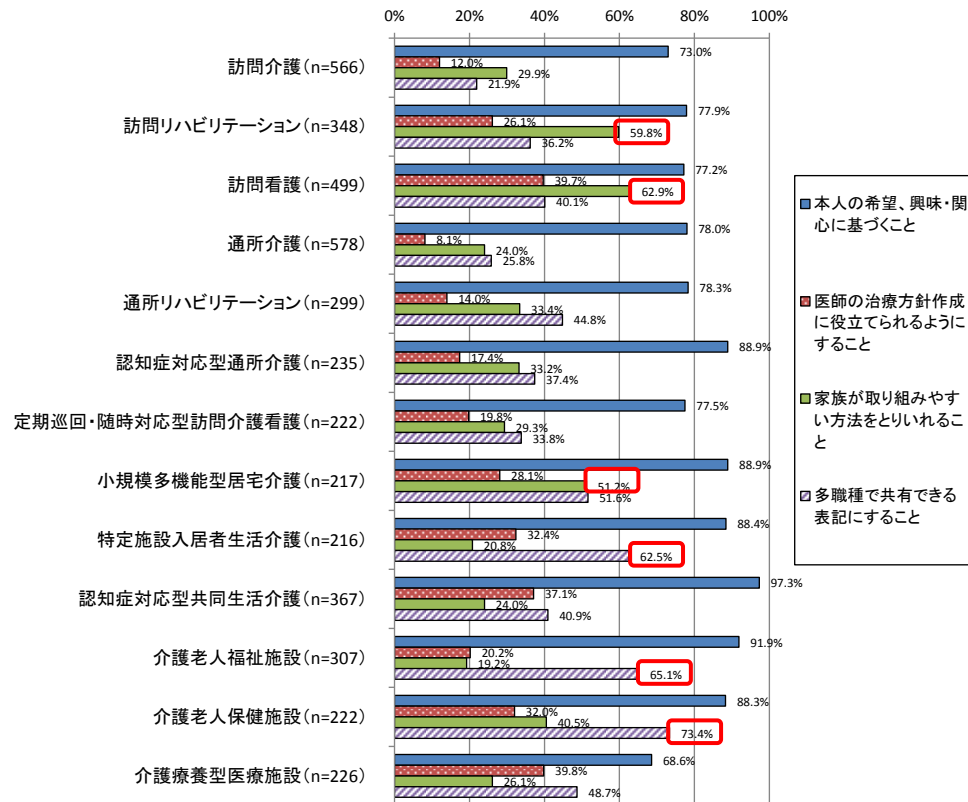 0% 20% 40% 60% 80% 100%
訪問介護(n=566)
73.0%
12.0%
29.9%
21.9%
訪問リハビリテーション(n=348)
77.9%
26.1%
59.8%
36.2%
訪問看護(n=499)
77.2%
39.7%
62.9%
40.1%
通所介護(n=578)
78.0%
8.1%
24.0%
25.8%
通所リハビリテーション(n=299)
78.3%
14.0%
33.4%
44.8%
認知症対応型通所介護(n=235)
88.9%
17.4%
33.2%
37.4%
定期巡回・随時対応型訪問介護看護(n=222)
77.5%
19.8%
29.3%
33.8%
小規模多機能型居宅介護(n=217)
88.9%
28.1%
51.2%
51.6%
特定施設入居者生活介護(n=216)
88.4%
32.4%
20.8%
62.5%
認知症対応型共同生活介護(n=367)
97.3%
37.1%
24.0%
40.9%
介護老人福祉施設(n=307)
91.9%
20.2%
19.2%
65.1%
介護老人保健施設(n=222)
88.3%
32.0%
40.5%
73.4%
介護療養型医療施設(n=226)
68.6%
39.8%
26.1%
48.7%
本人の希望、興味・関
心に基づくこと
医師の治療方針作成
に役立てられるように
すること
家族が取り組みやす
い方法をとりいれるこ
と
多職種で共有できる
表記にすること